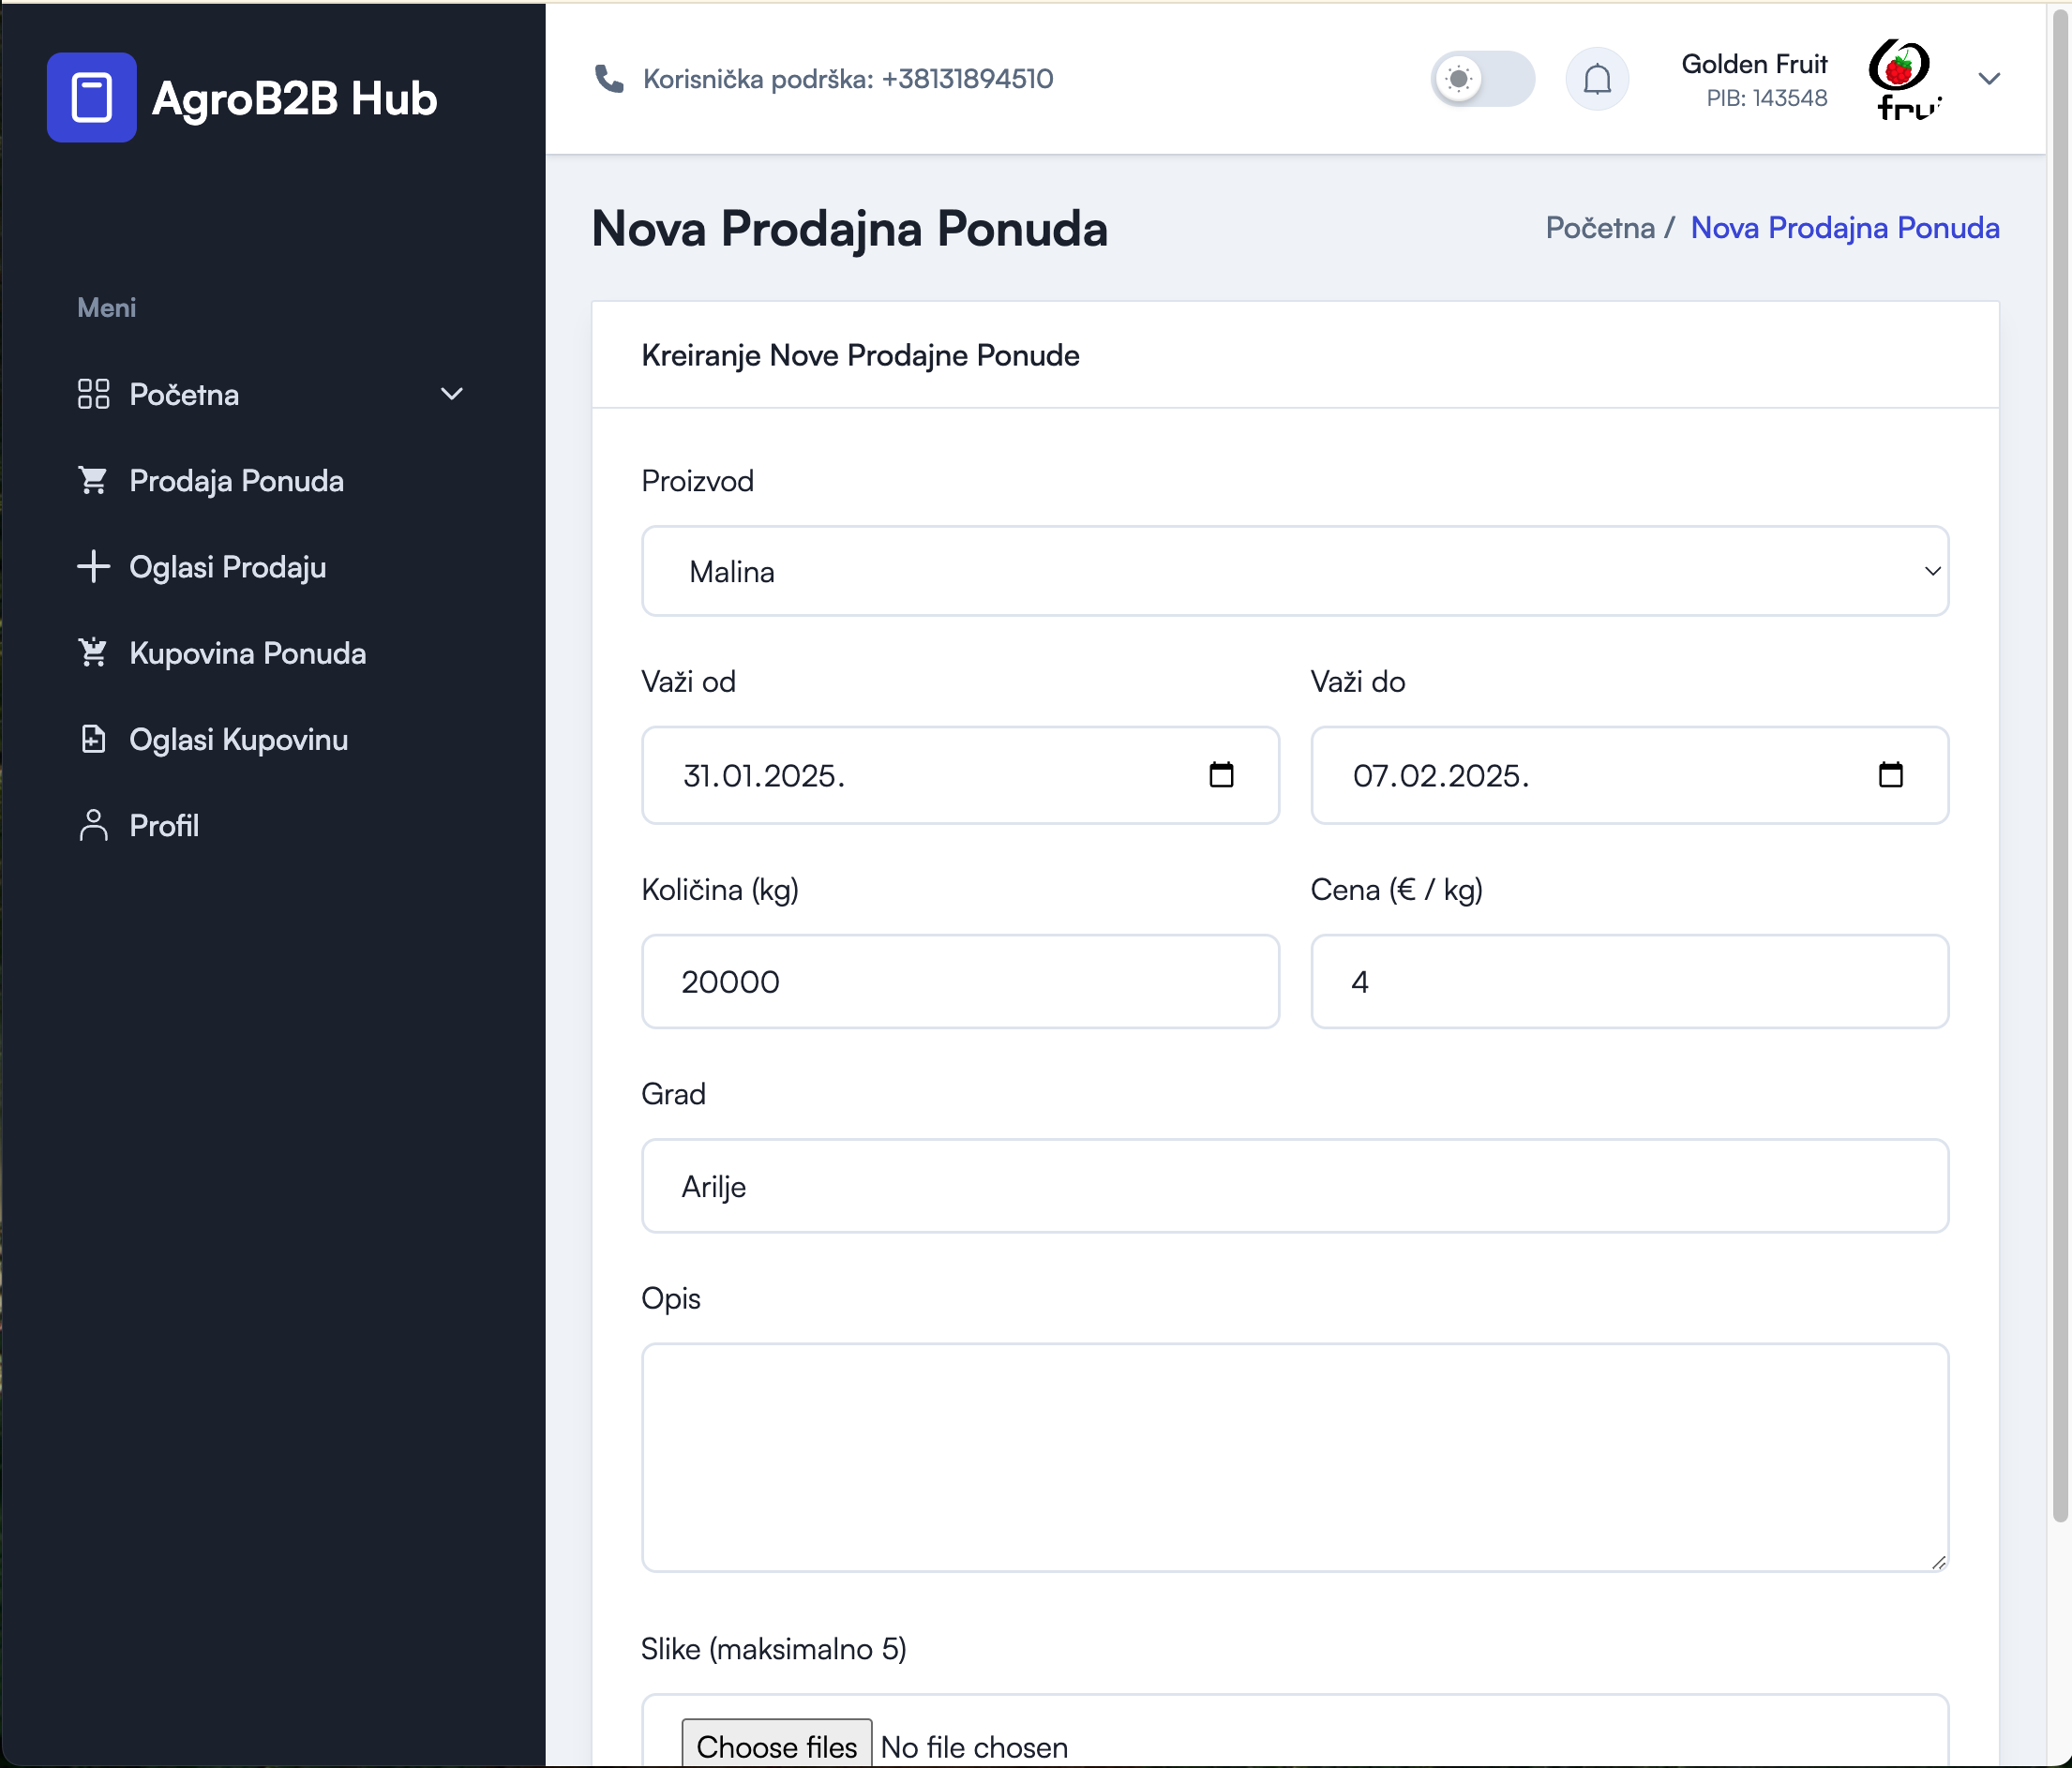 AgroB2B Hub
Korisnička podrška: +38131894510
Golden Fruit
PIB: 143548
Nova Prodajna Ponuda
Početna / Nova Prodajna Ponuda
Meni
Početna
Prodaja Ponuda
Oglasi Prodaju
Kupovina Ponuda
Oglasi Kupovinu
Profil
Kreiranje Nove Prodajne Ponude
Proizvod
Malina
Važi od
Važi do
31.01.2025.
07.02.2025.
Količina (kg)
Cena (€ / kg)
20000
4
Grad
Arilje
Opis
Slike (maksimalno 5)
Choose files No file chosen